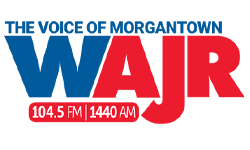 THE VOICE OF MORGANTOWN
WAJR
104.5 FM | 1440 AM